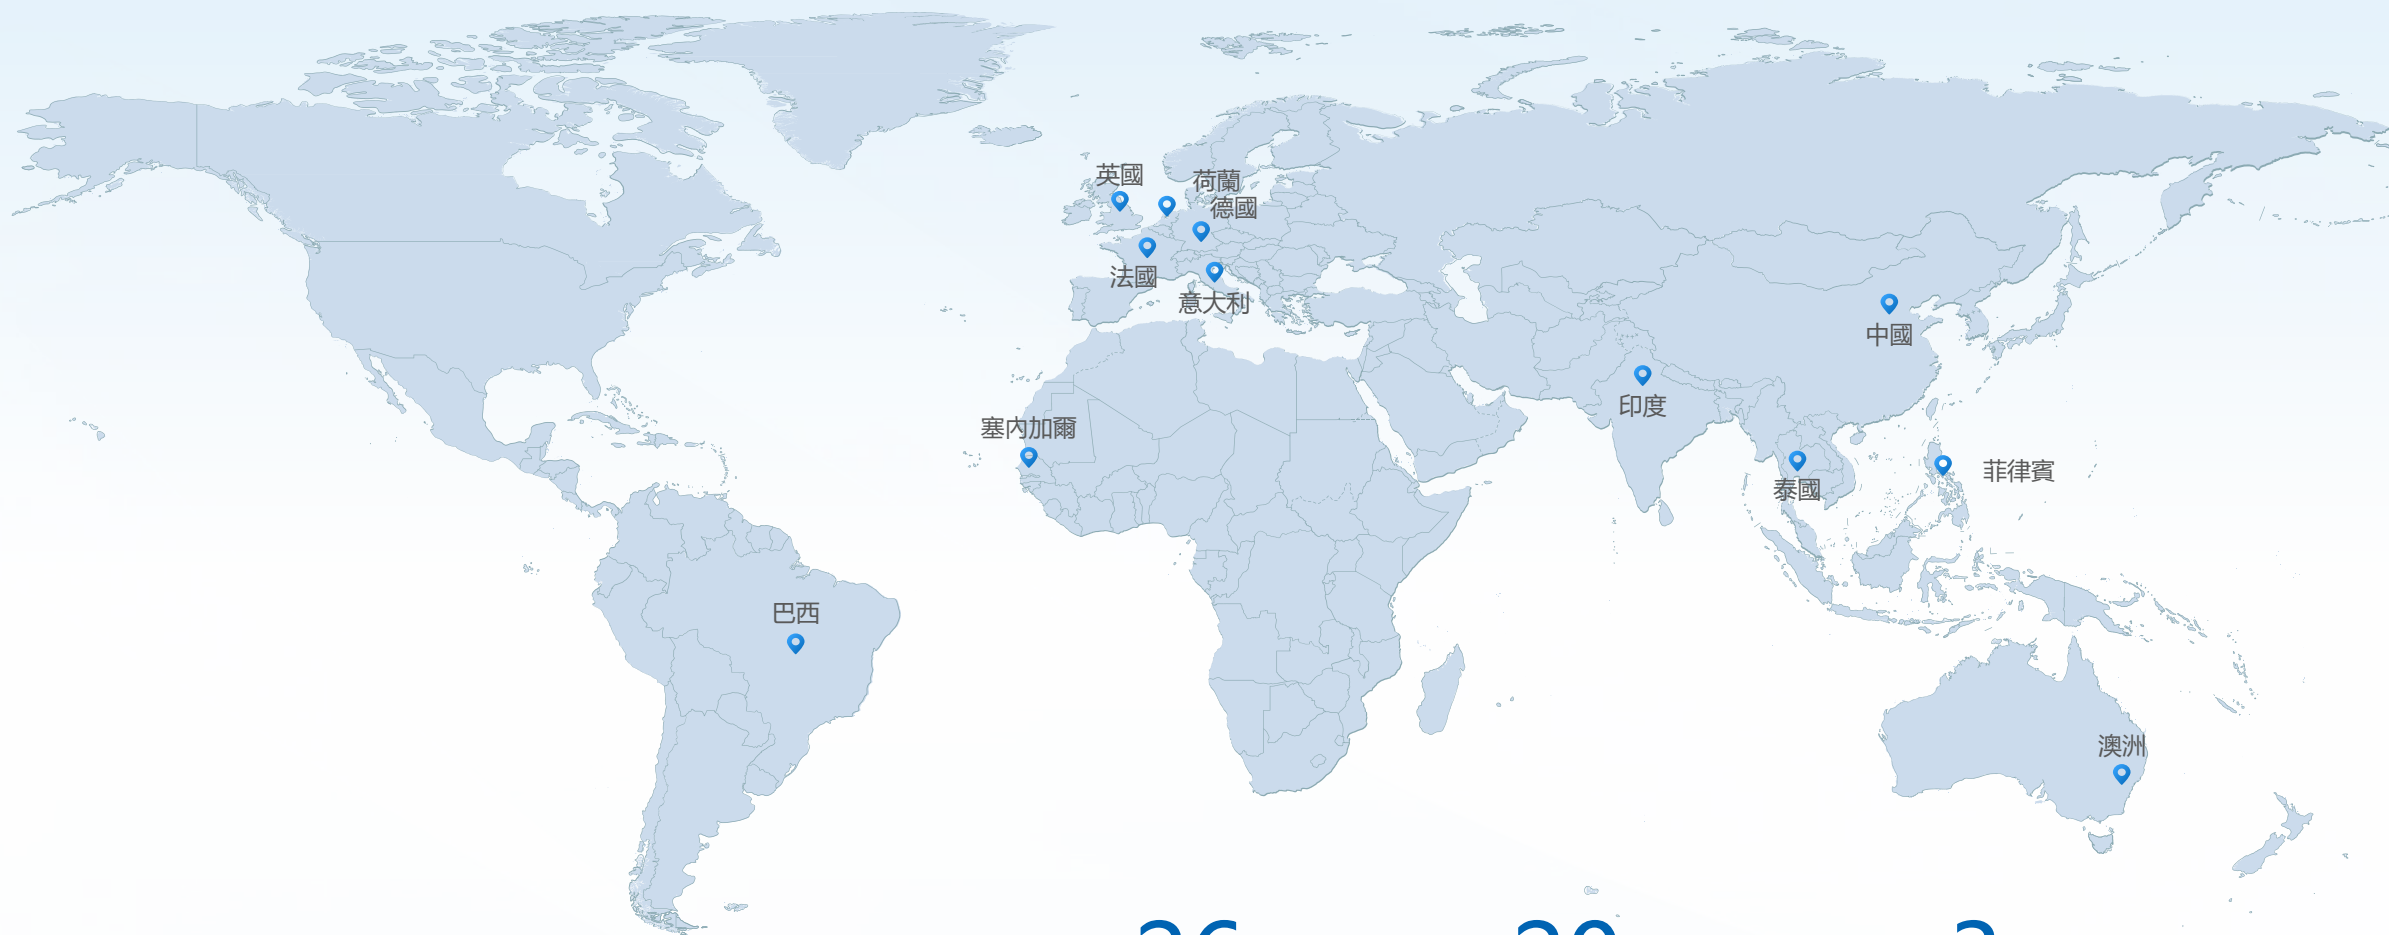 英國
荷蘭
德國
法國
意大利
中國
印度
塞內加爾
泰國
菲律賓
巴西
澳洲